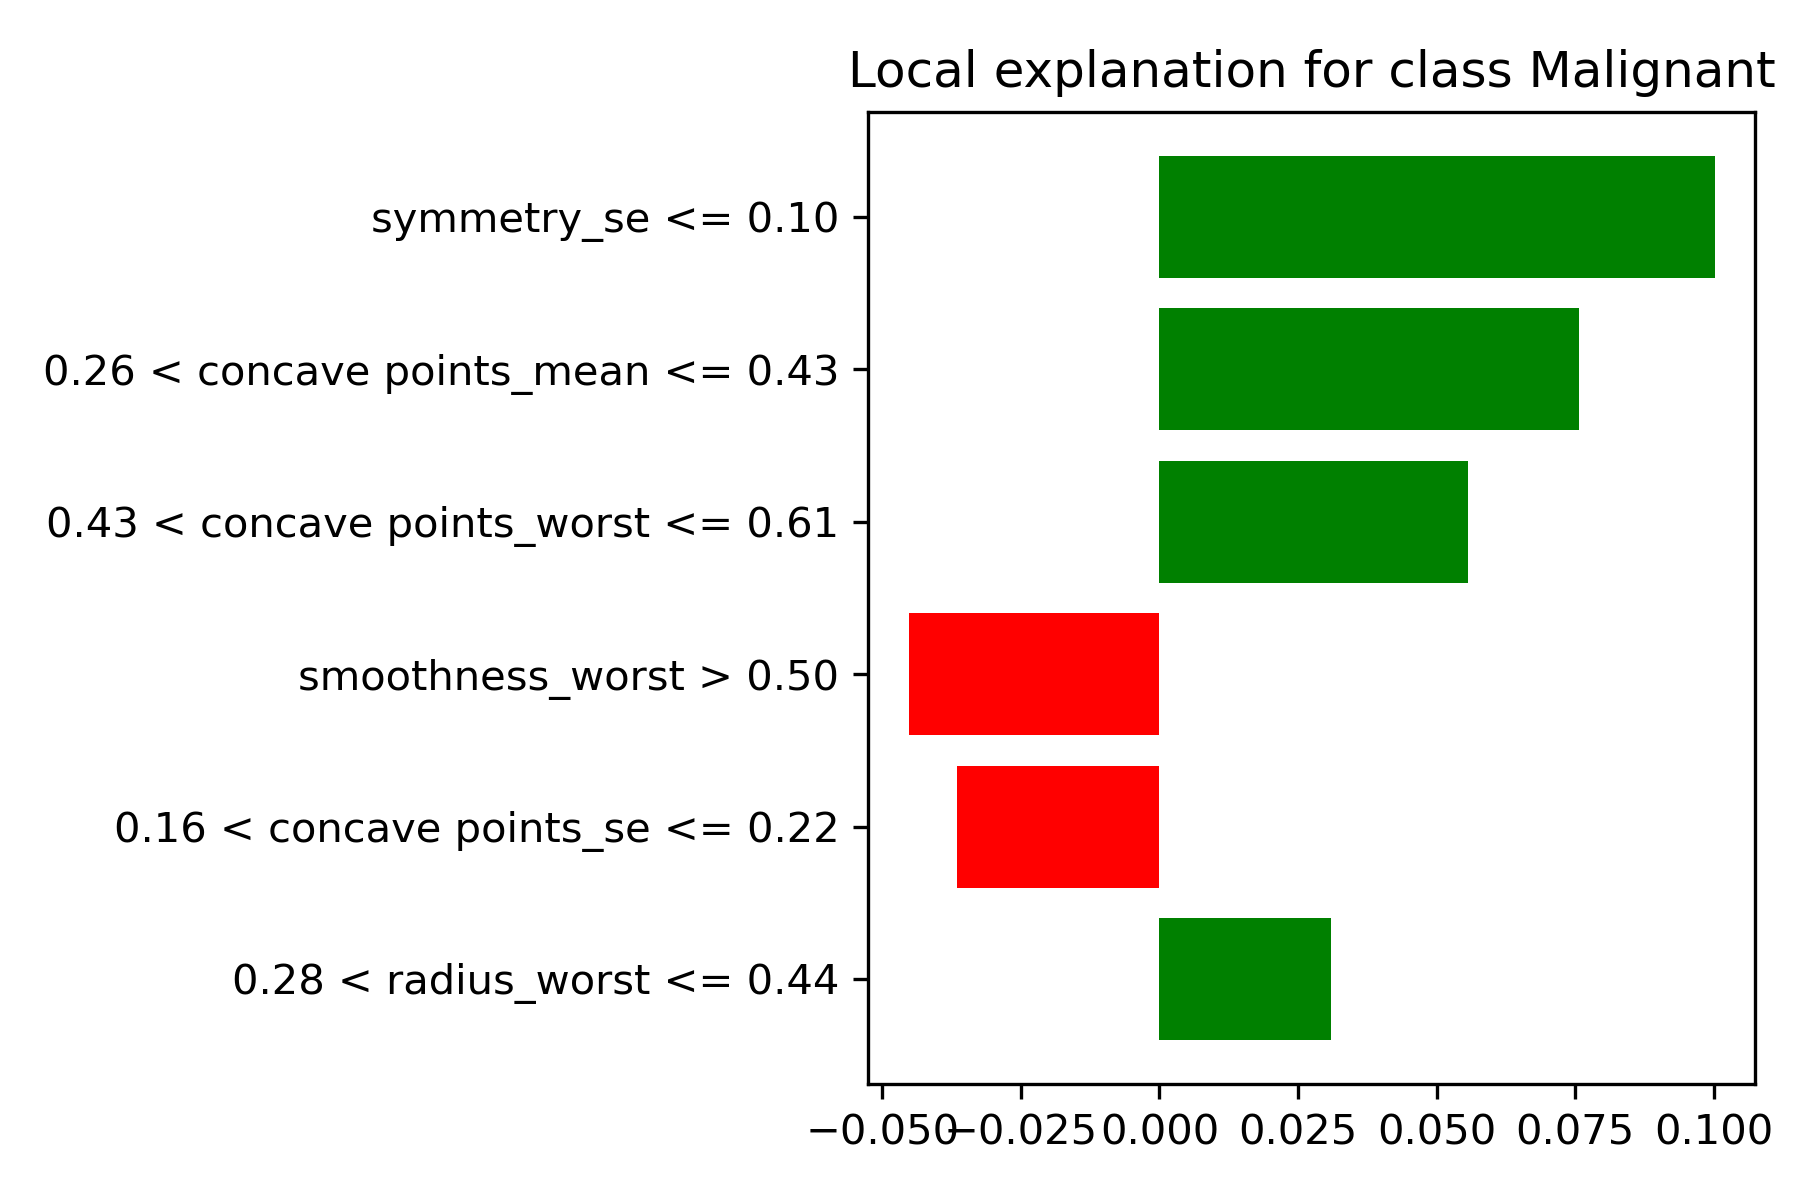 Local explanation for class Malignant
symmetry_se <= 0.10
0.26 < concave points_mean <= 0.43
0.43 < concave points_worst <= 0.61
smoothness_worst > 0.50
0.16 < concave points_se <= 0.22
0.28 < radius_worst <= 0.44
−0.050 −0.025 0.000 0.025 0.050 0.075 0.100